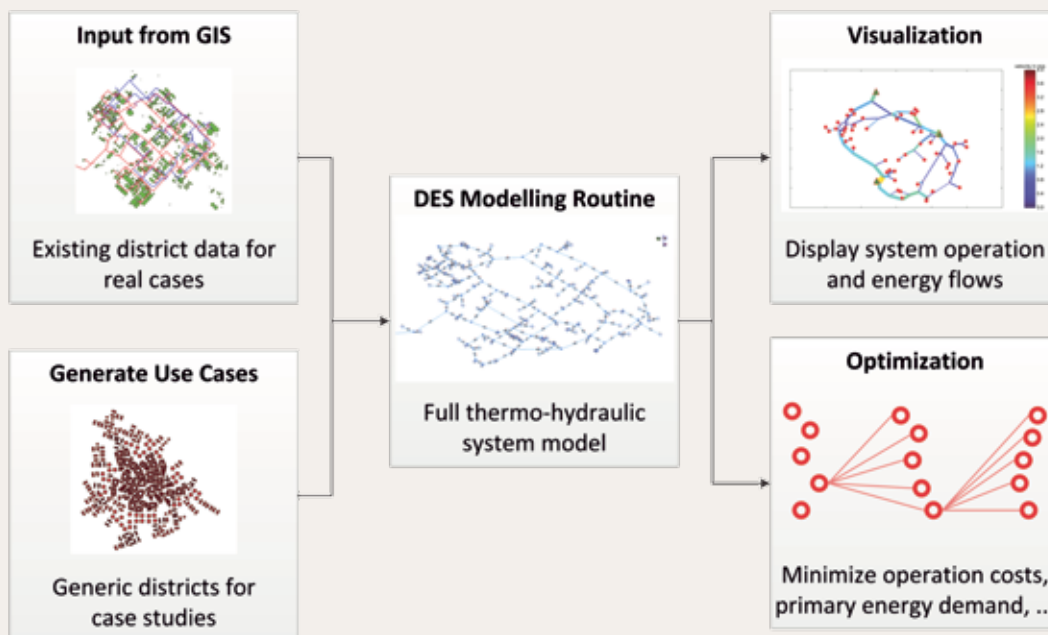 Input from GIS
Existing district data for
real cases
Generate Use Cases
Generic districts for
case studies
DES Modelling Routine
Full thermo-hydraulic
system model
Visualization
Display system operation
and energy flows
Optimization
Minimize operation costs,
primary energy demand, ...